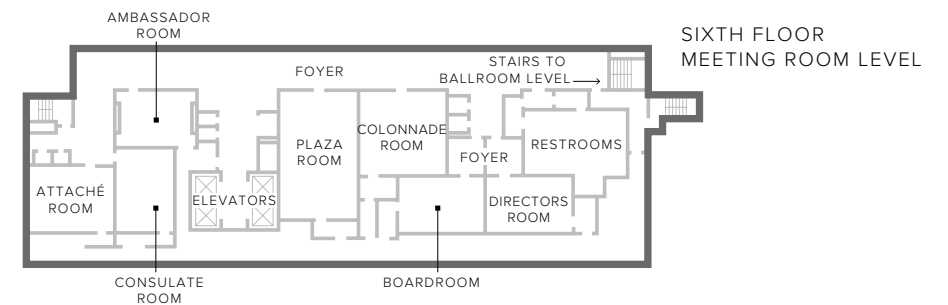 AMBASSADOR
ROOM
SIXTH FLOOR
MEETING ROOM LEVEL
FOYER
STAIRS TO
BALLROOM LEVEL
COLONNADE
ROOM
PLAZA
ROOM
FOYER
RESTROOMS
ATTACHÉ
ROOM
ELEVATORS
DIRECTORS
ROOM
CONSULATE
ROOM
BOARDROOM